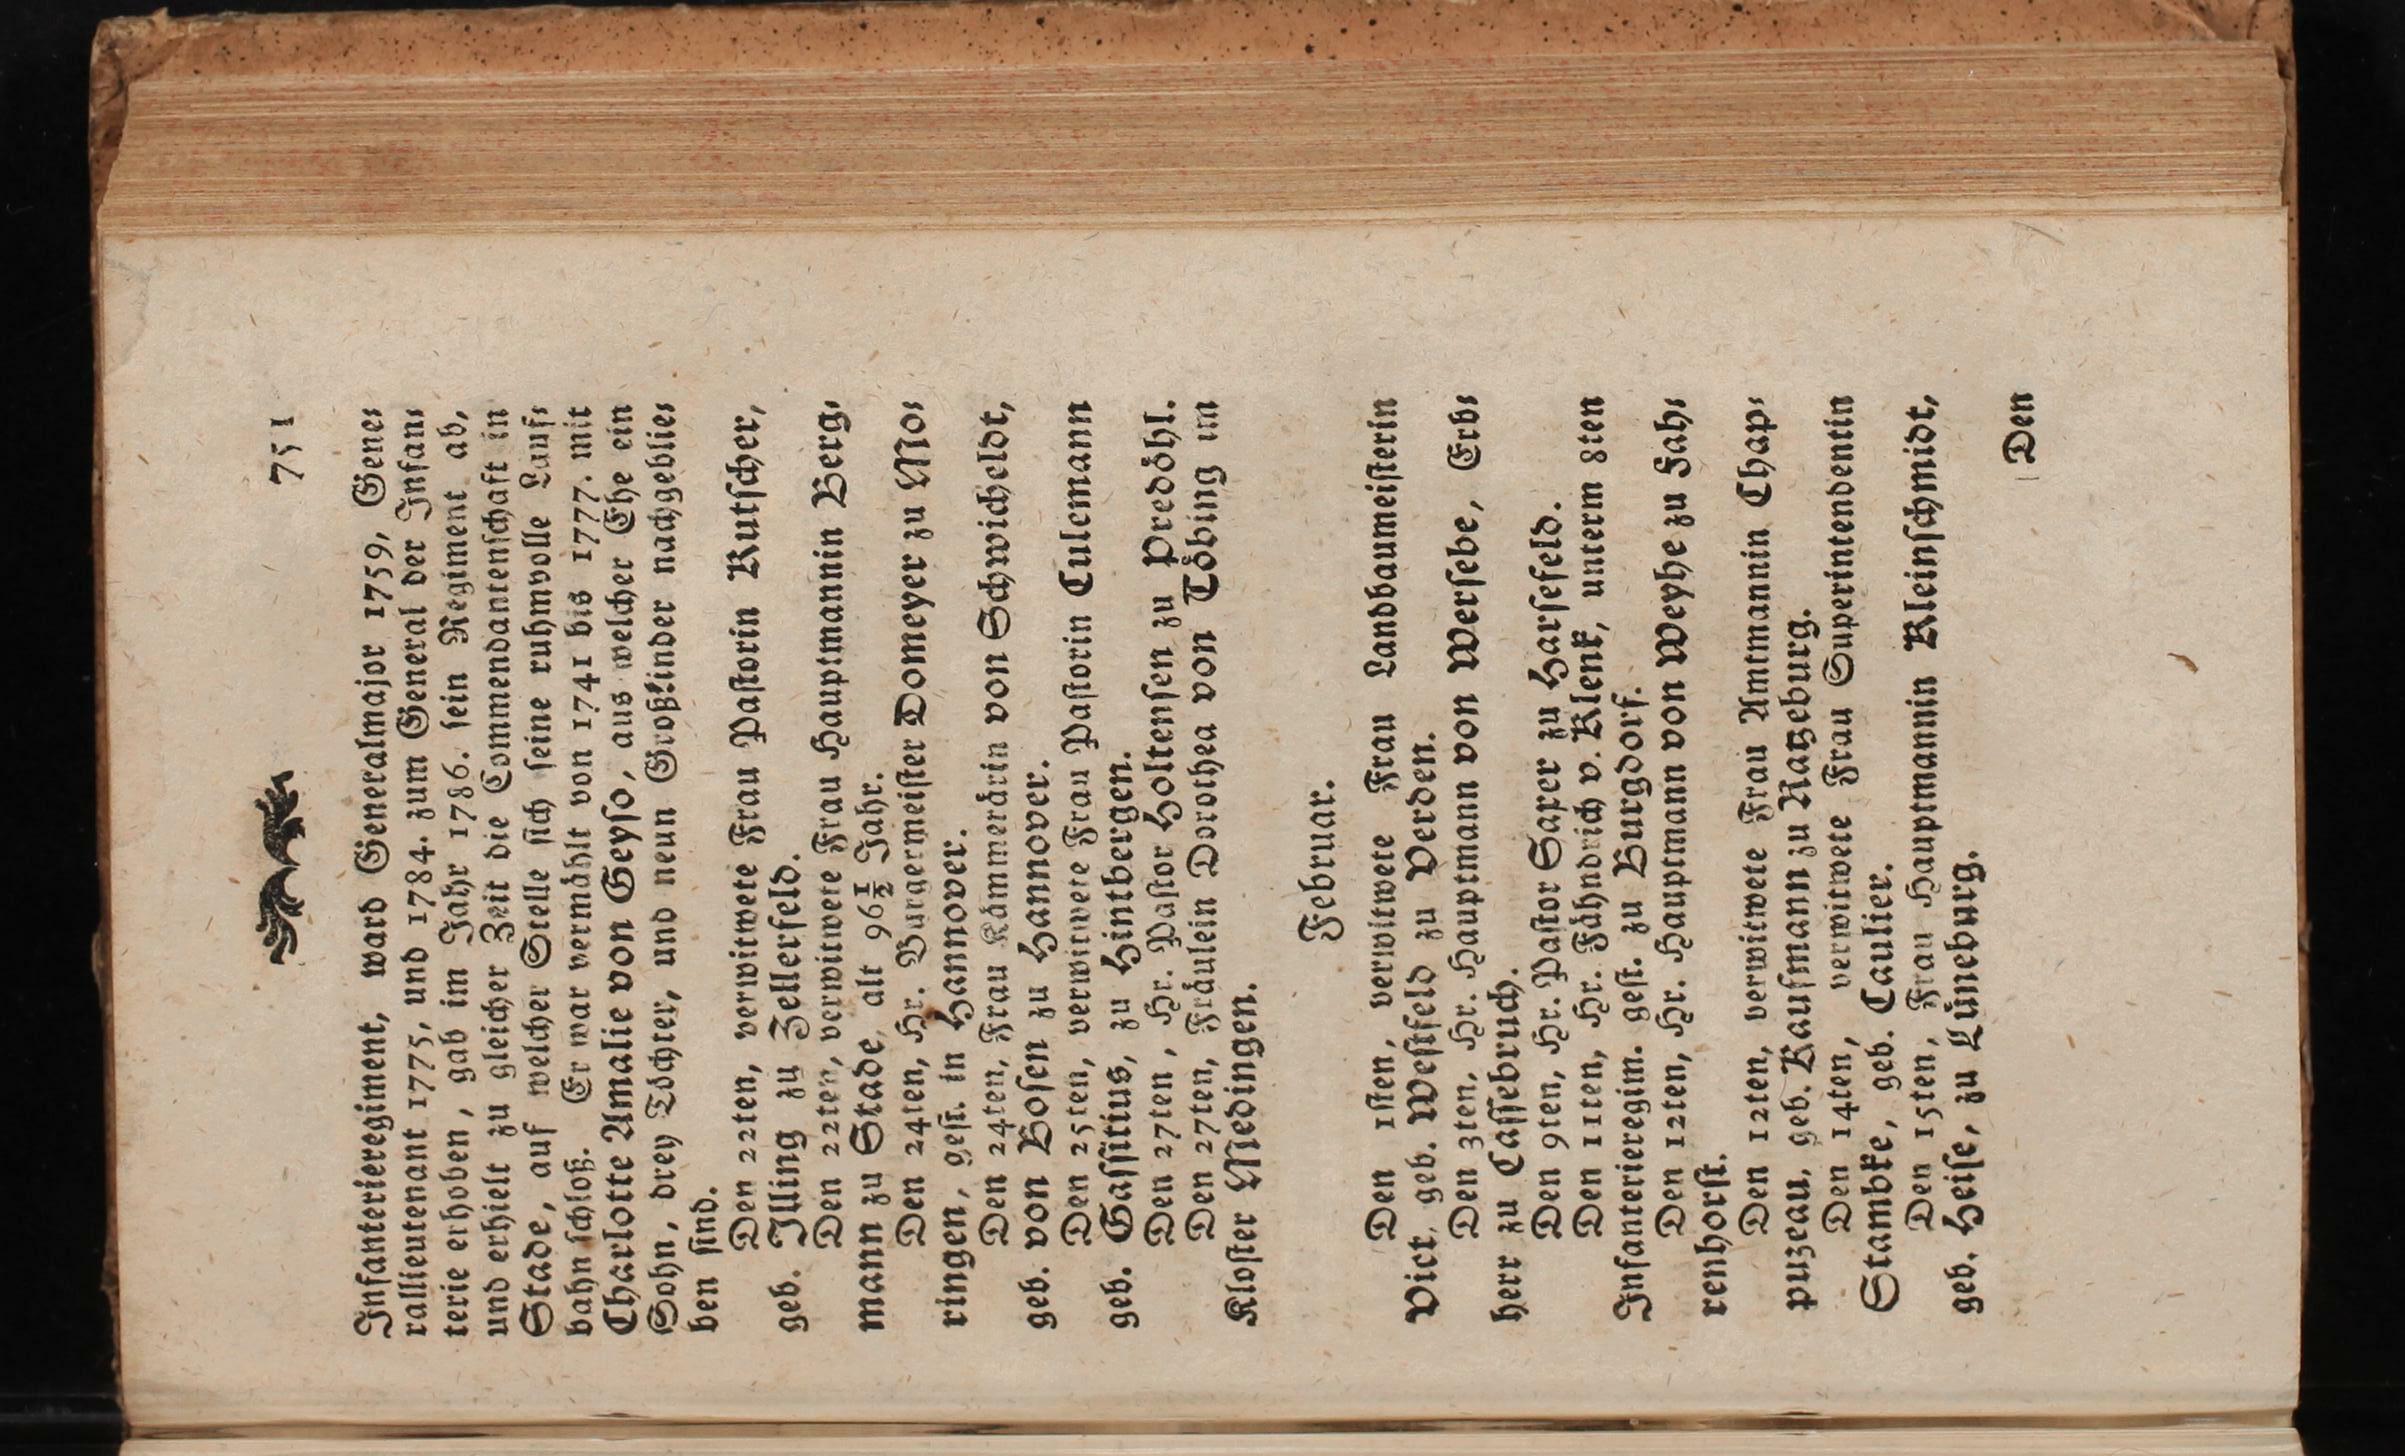 751
Infanterieregiment, ward Generalmajor 1759, Gene⸗
rallieutenant 1775, und 1784. zum General der Infan⸗
terie erhoben, gab im Jahr 1786. sein Regiment ab,
und erhielt zu gleicher Zeit die Commendantenschaft in
Stade, auf welcher Stelle sich seine ruhmvolle Lauf⸗
bahn schloß. Er war vermählt von 1741 bis 1777. mit
Charlotte Amalie von Geyso, aus welcher Ehe ein
Sohn, drey Töchter, und neun Großkinder nachgeblie⸗
ben sind.
Den 22ten, verwitwete Frau Pastorin Rutscher,
geb. Illing zu Zellerfeld.
Den 22ten, verwitwete Frau Hauptmannin Berg⸗
mann zu Stade, alt 96½ Jahr.
Den 24ten, Hr. Burgermeister Domeyer zu Mo⸗
ringen, gest. in Hannover.
Den 24ten, Frau Kämmerärin von Schwicheldt,
geb. von Bosen zu Hannover.
Den 25ten, verwitwete Frau Pastorin Culemann
geb. Gassitius, zu Hintbergen.
Den 27ten, Hr. Pastor Holtensen zu Predöhl.
Den 27ten, Fräulein Dorothea von Töbing im
Kloster Medingen.
Februar.
Den 1sten, verwitwete Frau Landbaumeisterin
Vick. geb. Westfeld zu Verden.
Den 3ten, Hr. Hauptmann von Wersebe, Erb⸗
herr zu Cassebruch.
Den 9ten, Hr. Pastor Saxer zu Harsefeld.
Den 11ten, Hr. Fähndrich v. Klenk, unterm 8ten
Infanterieregim. gest. zu Burgdorf.
Den 12ten, Hr. Hauptmann von Weyhe zu Fah⸗
renhorst.
Den 12ten, verwitwete Frau Amtmannin Chap⸗
puzeau, geb. Kaufmann zu Ratzeburg.
Den 14ten, verwitwete Frau Superintendentin
Stambke, geb. Caulier.
Den 15ten, Frau Hauptmannin Kleinschmidt,
geb. Heise, zu Lüneburg.
Den